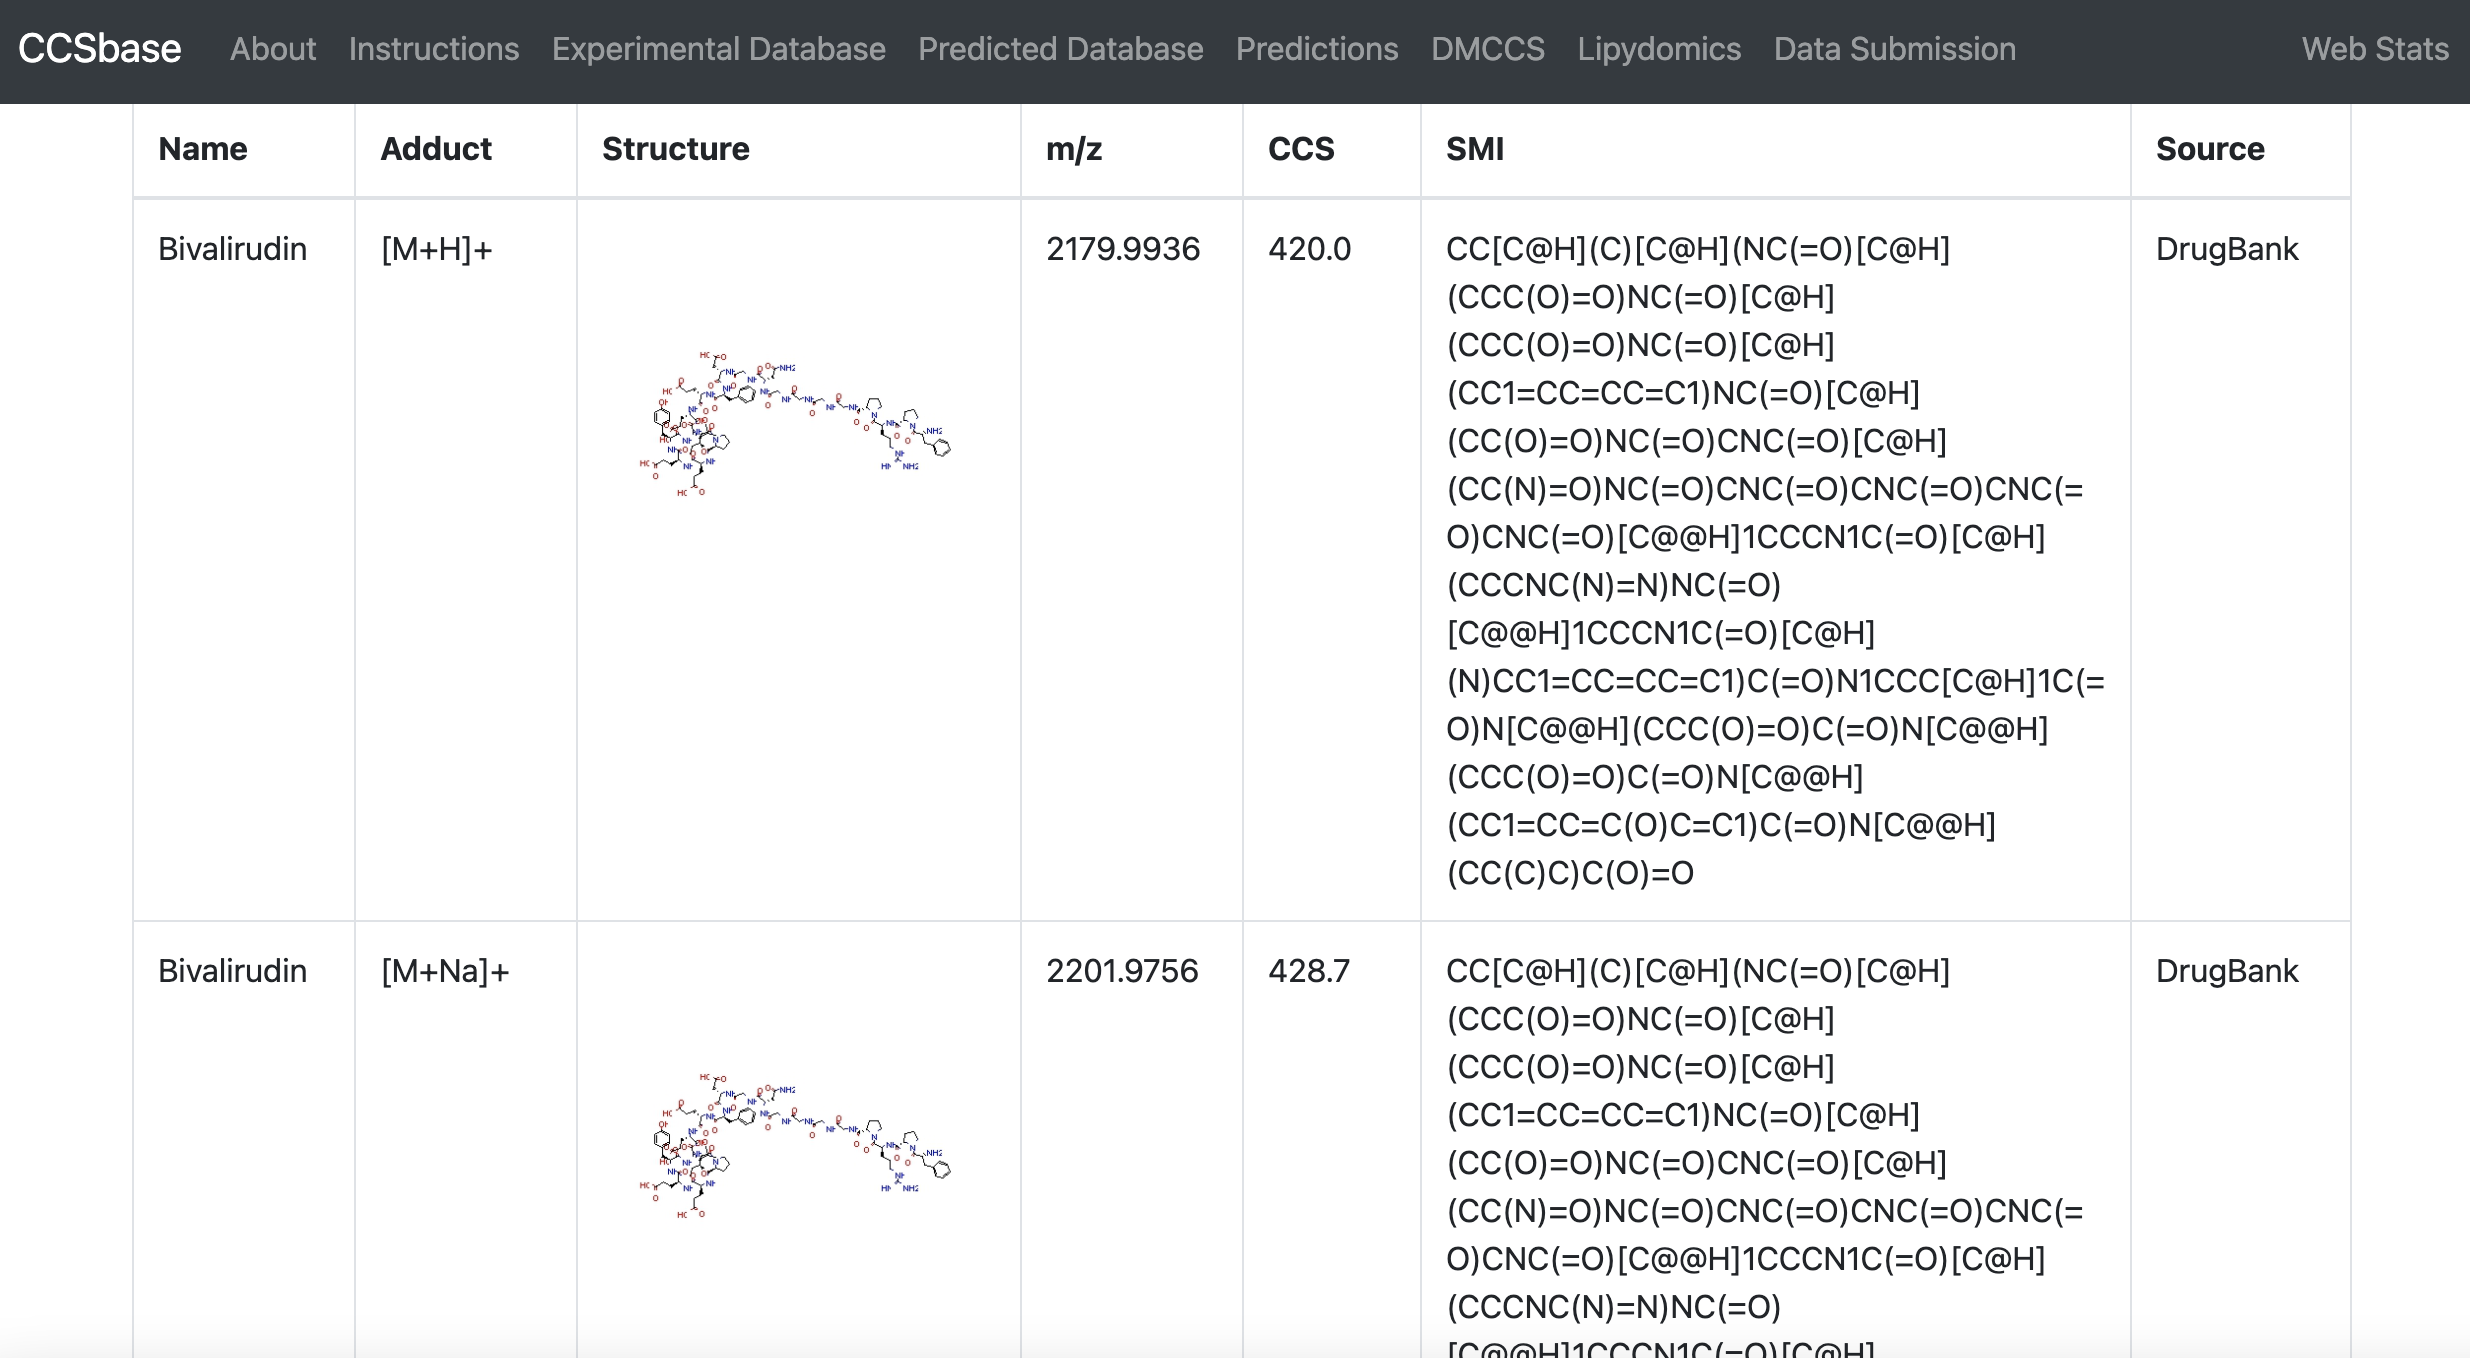 CCSbase About Instructions Experimental Database Predicted Database Predictions DMCCS Lipydomics Data Submission Web Stats
Name Adduct Structure m/z CCS SMI Source
Bivalirudin [M+H]+ 2179.9936 420.0 CC[C@H](C)[C@H](NC(=O)[C@H] DrugBank
(CCC(O)=O)NC(=O)[C@H]
(CCC(O)=O)NC(=O)[C@H]
(CC1=CC=CC=C1)NC(=O)[C@H]
(CC(O)=O)NC(=O)CNC(=O)[C@H]
(CC(N)=O)NC(=O)CNC(=O)CNC(=O)CNC(=
O)CNC(=O)[C@@H]1CCCN1C(=O)[C@H]
(CCCNC(N)=N)NC(=O)
[C@@H]1CCCN1C(=O)[C@H]
(N)CC1=CC=CC=C1)C(=O)N1CCC[C@H]1C(=
O)N[C@@H](CCC(O)=O)C(=O)N[C@@H]
(CCC(O)=O)C(=O)N[C@@H]
(CC1=CC=C(O)C=C1)C(=O)N[C@@H]
(CC(C)C)C(O)=O
Bivalirudin [M+Na]+ 2201.9756 428.7 CC[C@H](C)[C@H](NC(=O)[C@H] DrugBank
(CCC(O)=O)NC(=O)[C@H]
(CCC(O)=O)NC(=O)[C@H]
(CC1=CC=CC=C1)NC(=O)[C@H]
(CC(O)=O)NC(=O)CNC(=O)[C@H]
(CC(N)=O)NC(=O)CNC(=O)CNC(=O)CNC(=
O)CNC(=O)[C@@H]1CCCN1C(=O)[C@H]
(CCCNC(N)=N)NC(=O)
[C@@H]1CCCN1C(=O)[C@H]